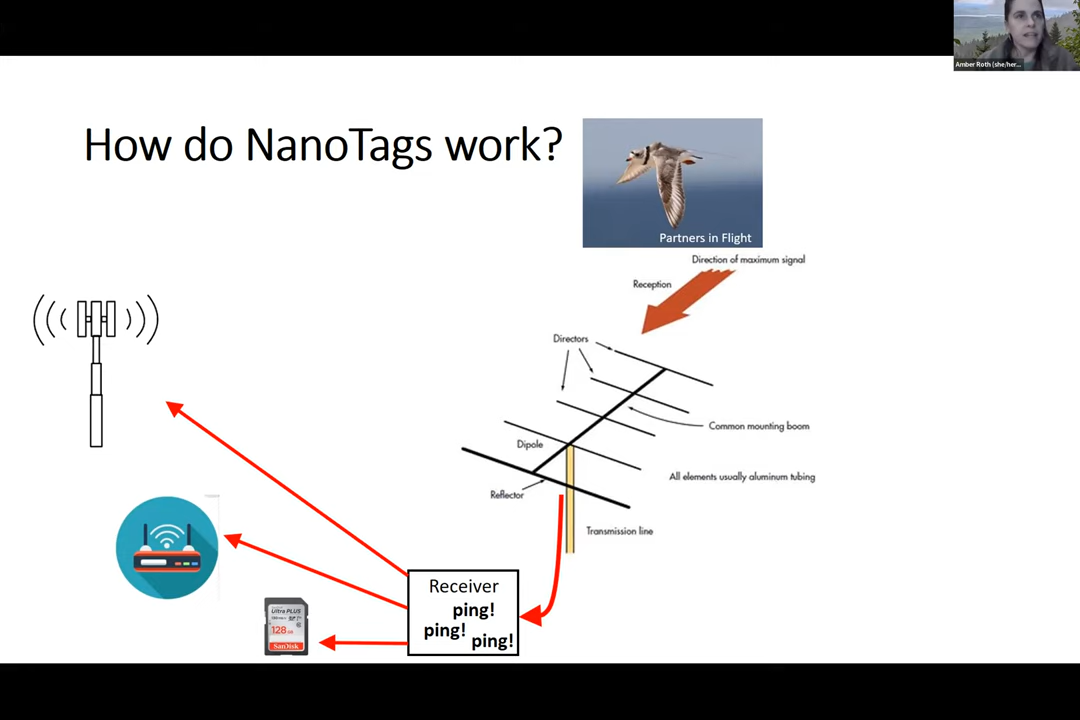 Amber Roth (she/her...
How do NanoTags work?
Partners in Flight
Direction of maximum signal
Reception
Directors
Common mounting boom
Dipole
All elements usually aluminum tubing
Reflector
Transmission line
Receiver
ping!
ping!
ping!
Ultra PLUS
128 GB
SanDisk